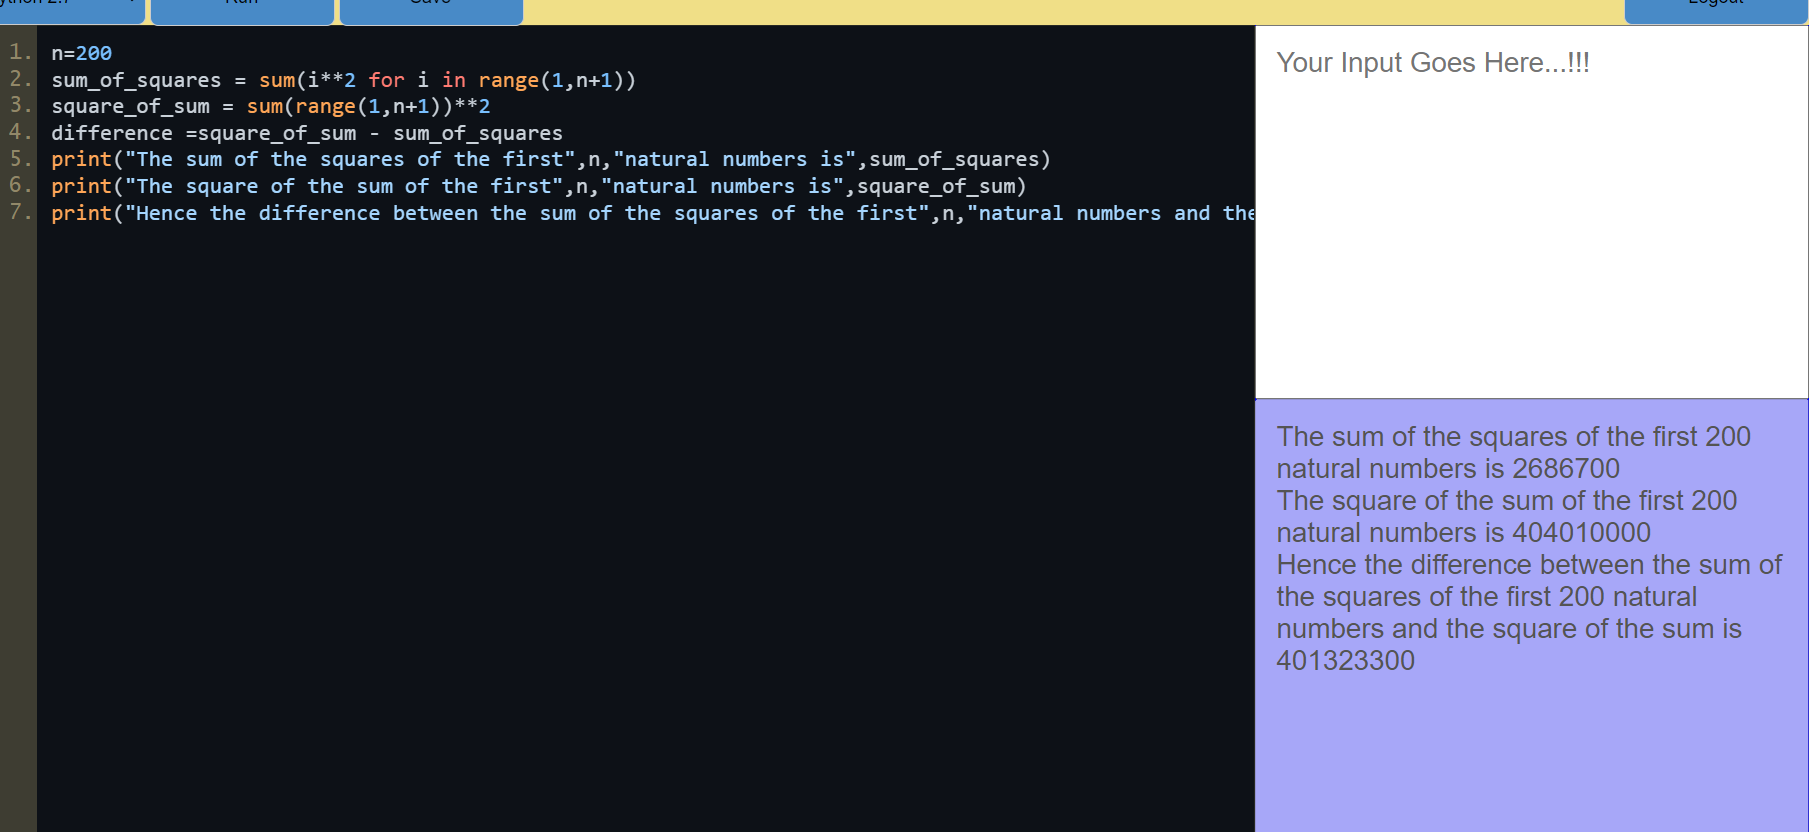 n=200
sum_of_squares = sum(i**2 for i in range(1,n+1))
square_of_sum = sum(range(1,n+1))**2
difference =square_of_sum - sum_of_squares
print("The sum of the squares of the first",n,"natural numbers is",sum_of_squares)
print("The square of the sum of the first",n,"natural numbers is",square_of_sum)
print("Hence the difference between the sum of the squares of the first",n,"natural numbers and the
1.
2.
3.
4.
5.
6.
7.
Your Input Goes Here...!!!
The sum of the squares of the first 200
natural numbers is 2686700
The square of the sum of the first 200
natural numbers is 404010000
Hence the difference between the sum of
the squares of the first 200 natural
numbers and the square of the sum is
401323300